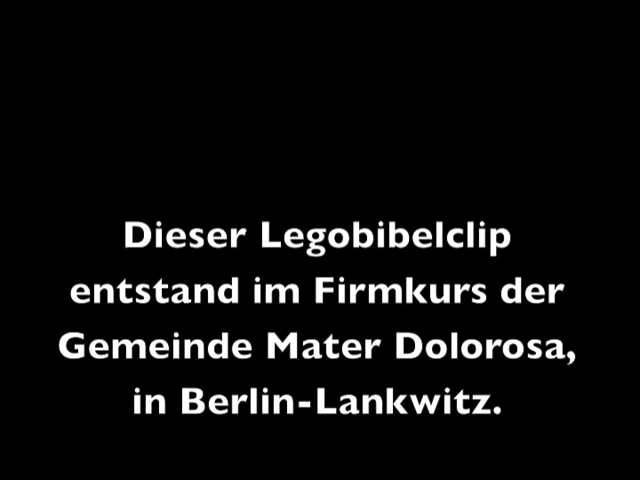 Dieser Legobibelclip
entstand im Firmkurs der
Gemeinde Mater Dolorosa,
in Berlin-Lankwitz.